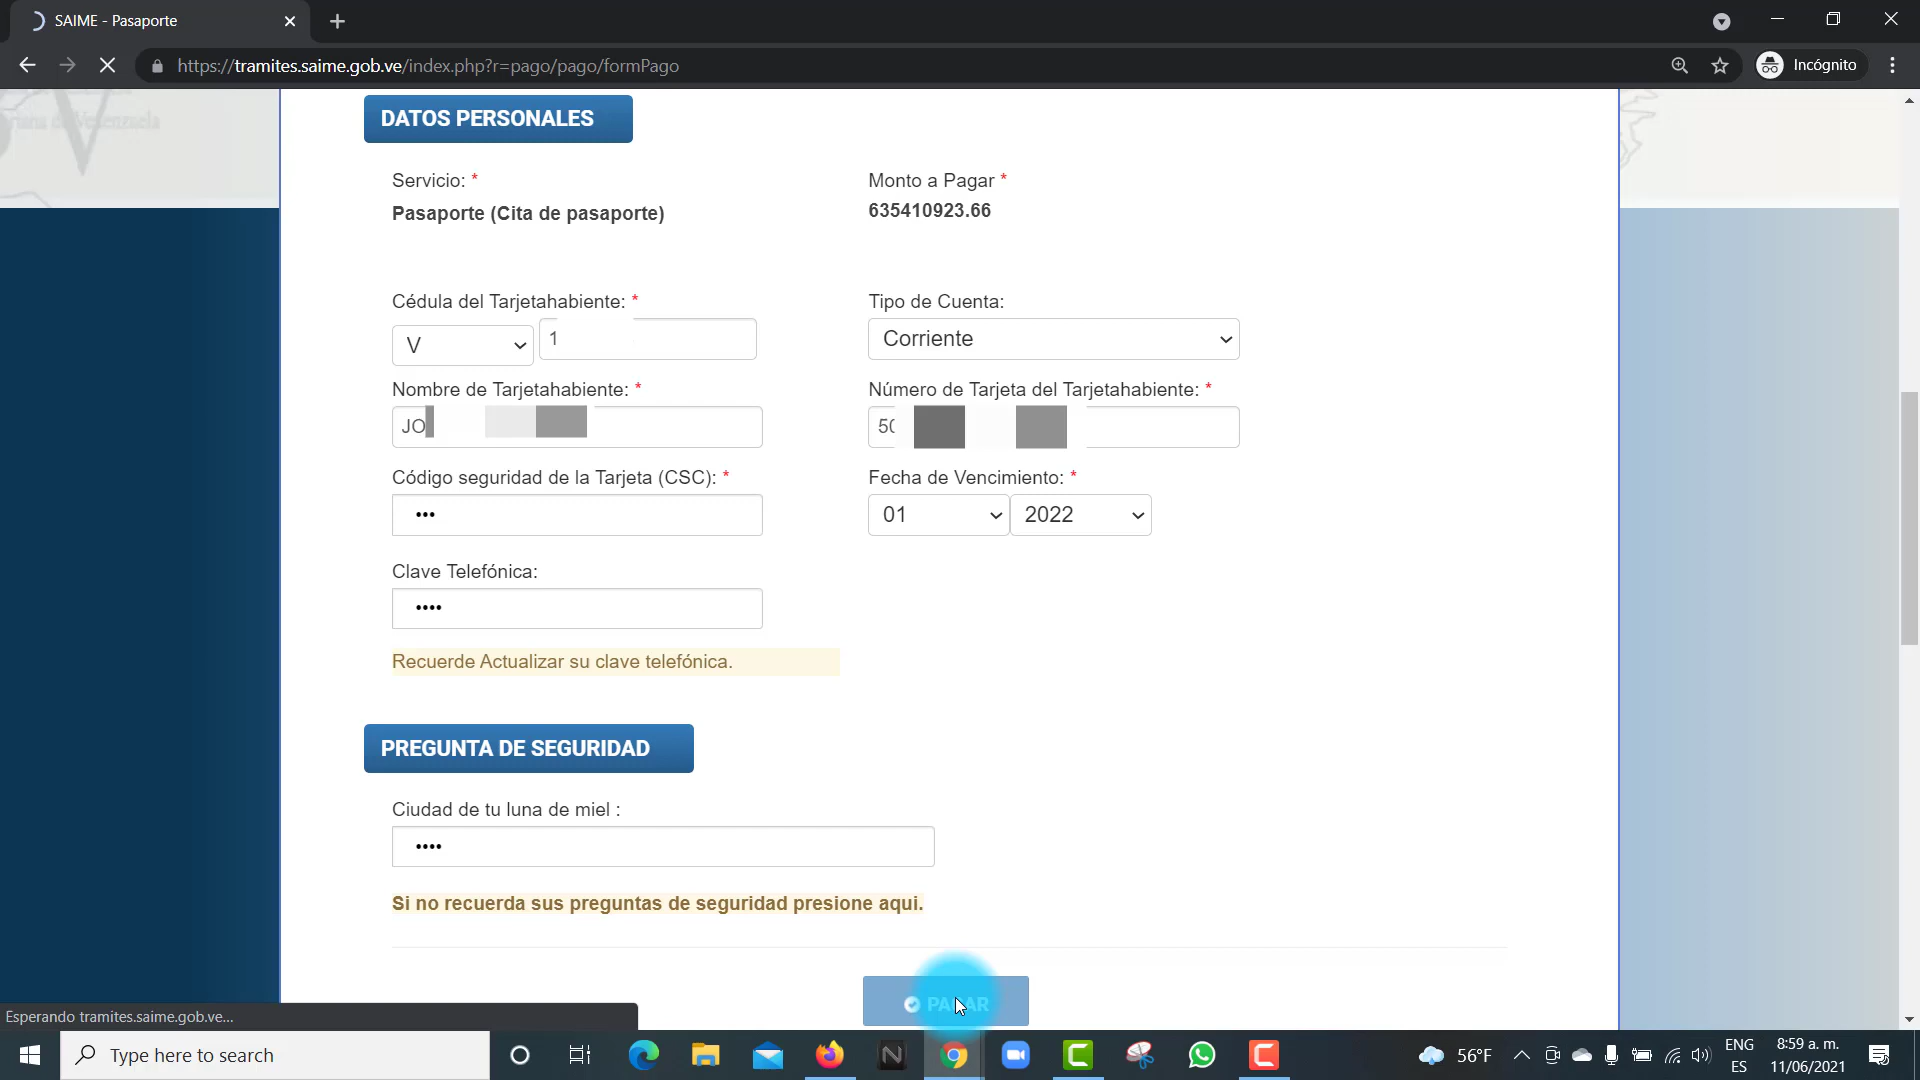 SAIME - Pasaporte
https://tramites.saime.gob.ve/index.php?r=pago/pago/formPago
Incógnito
DATOS PERSONALES
Servicio: *
Monto a Pagar *
Pasaporte (Cita de pasaporte)
635410923.66
Cédula del Tarjetahabiente: *
Tipo de Cuenta:
V
1
Corriente
Nombre de Tarjetahabiente: *
Número de Tarjeta del Tarjetahabiente: *
JO
50
Código seguridad de la Tarjeta (CSC): *
Fecha de Vencimiento: *
•••
01
2022
Clave Telefónica:
••••
Recuerde Actualizar su clave telefónica.
PREGUNTA DE SEGURIDAD
Ciudad de tu luna de miel :
••••
Si no recuerda sus preguntas de seguridad presione aqui.
PAGAR
Esperando tramites.saime.gob.ve...
Type here to search
56°F
ENG
ES
8:59 a. m.
11/06/2021